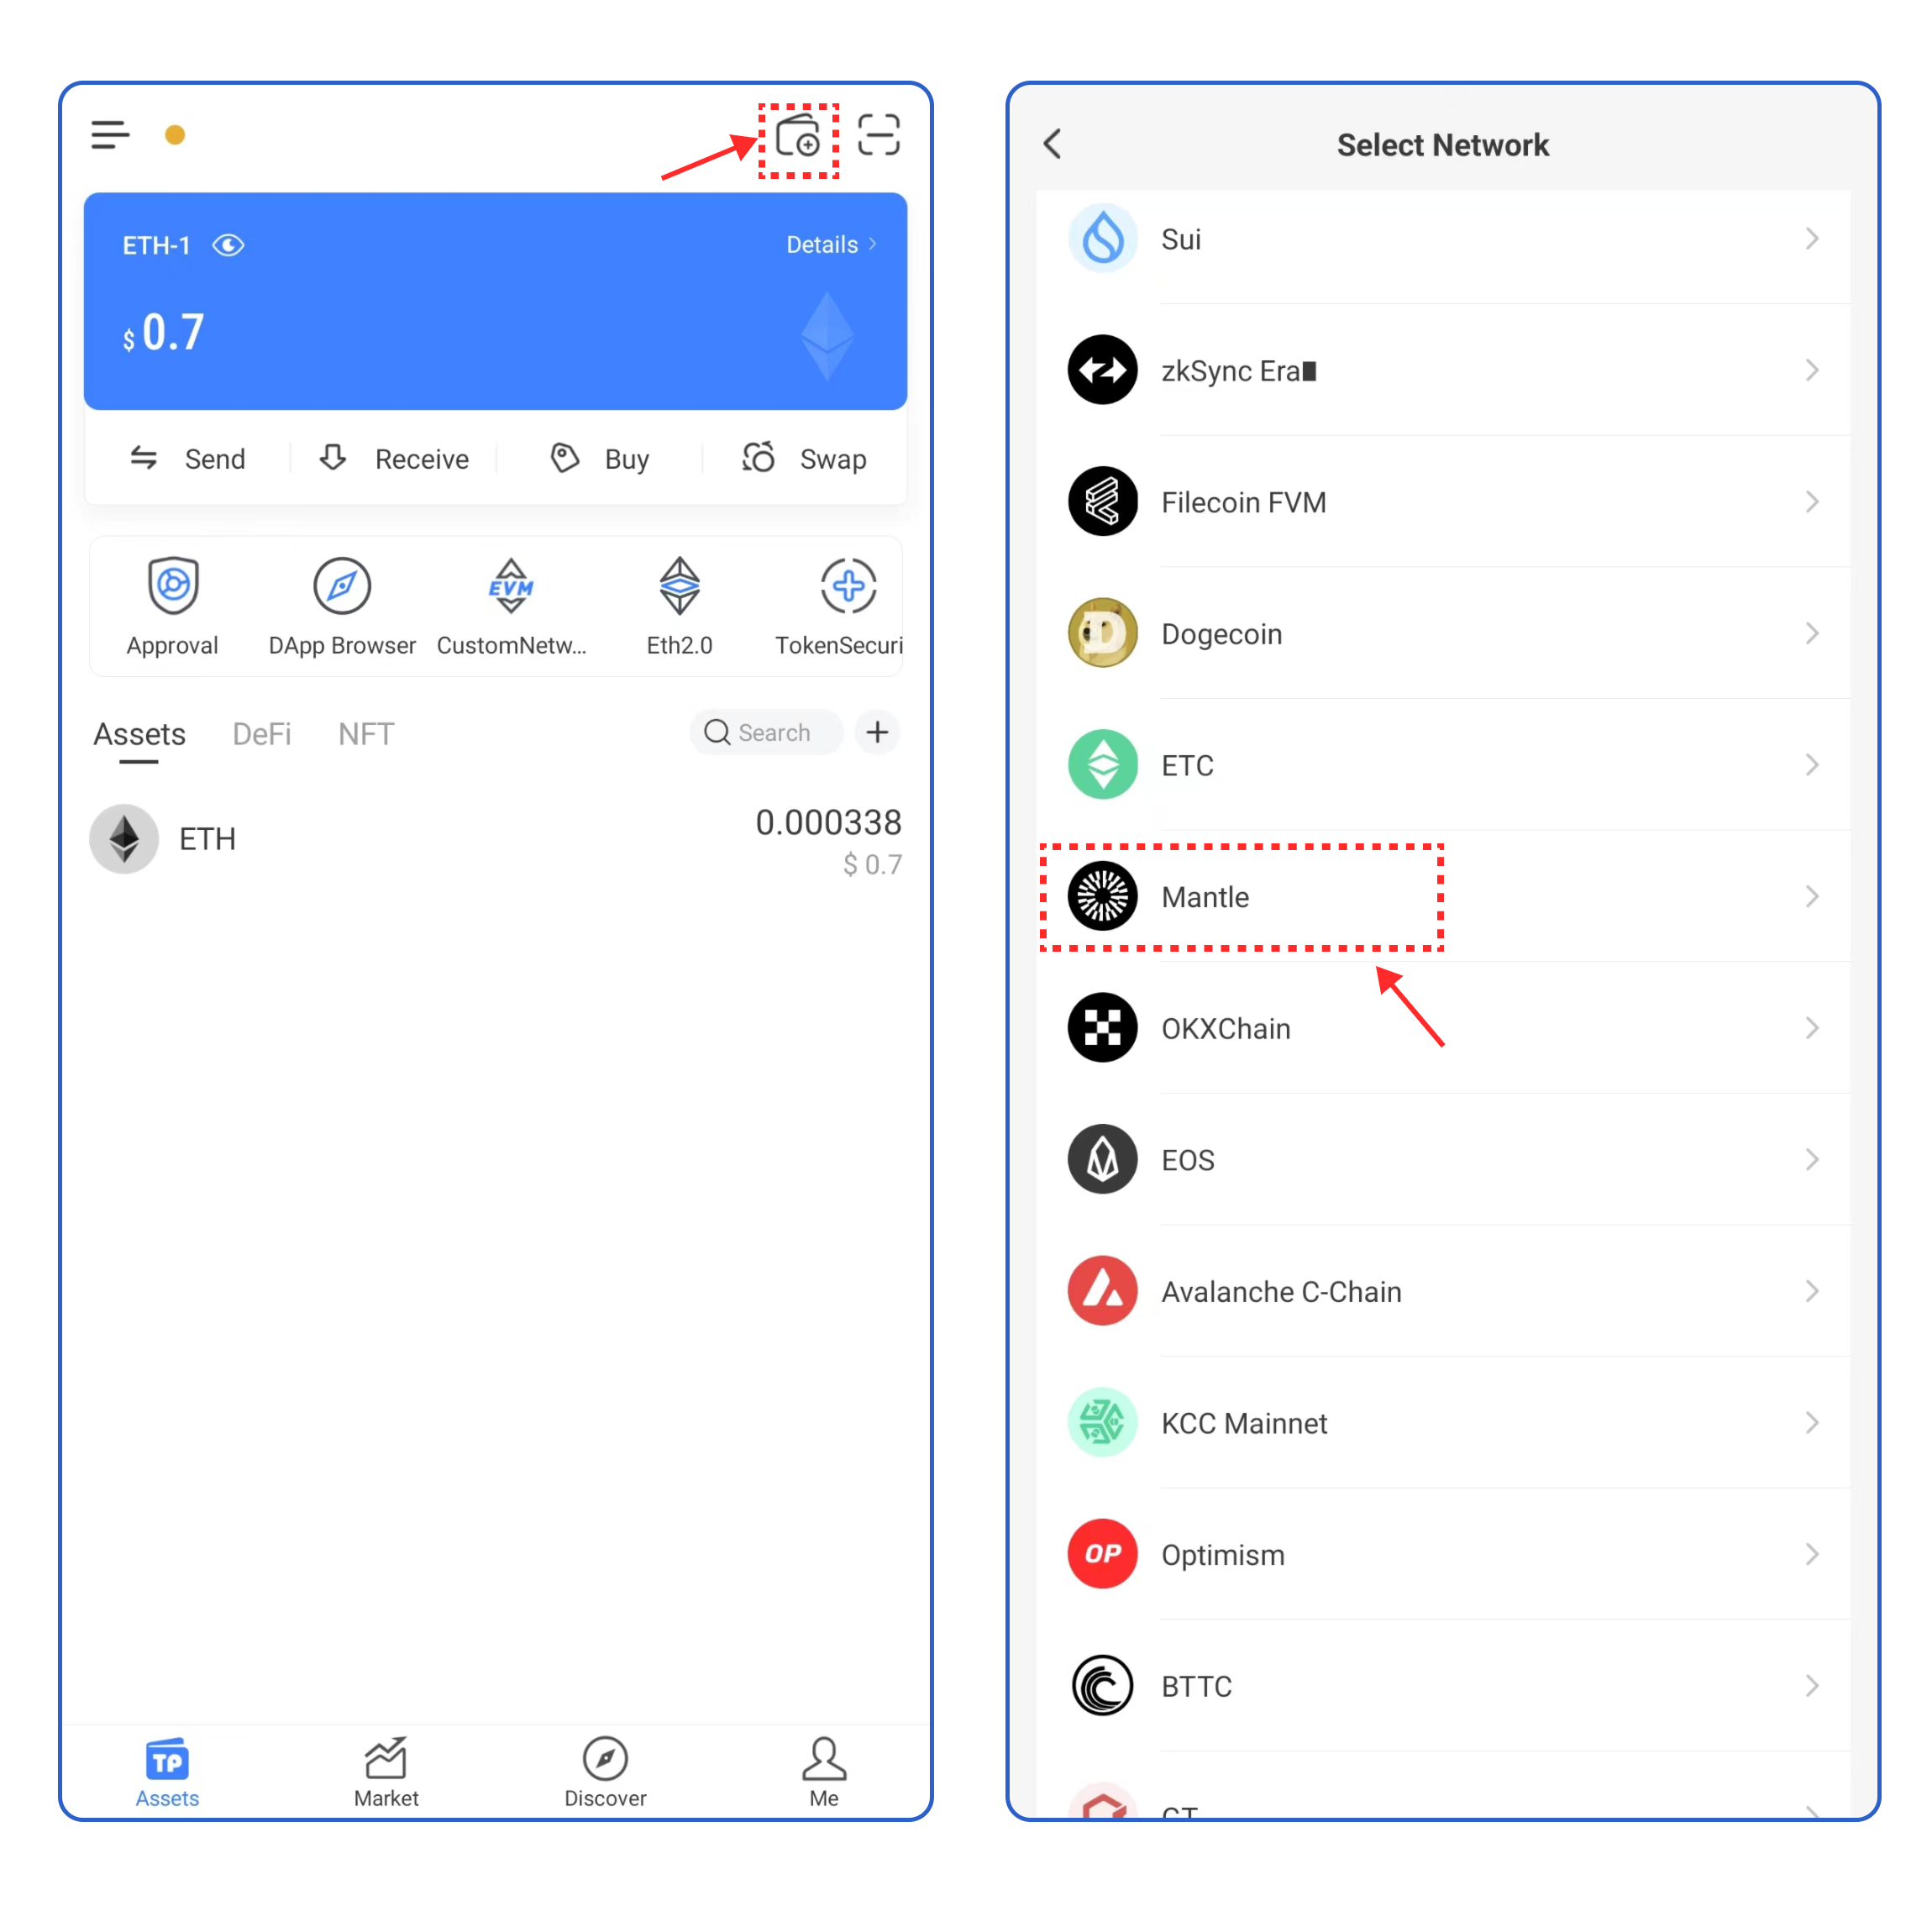 ETH-1
Details
$ 0.7
Send
Receive
Buy
Swap
EVM
Approval
DApp Browser
CustomNetw...
Eth2.0
TokenSecuri
Assets
DeFi
NFT
Search
ETH
0.000338
$ 0.7
TP
Assets
Market
Discover
Me
Select Network
Sui
zkSync Era
Filecoin FVM
Dogecoin
ETC
Mantle
OKXChain
EOS
Avalanche C-Chain
KCC Mainnet
OP
Optimism
BTTC